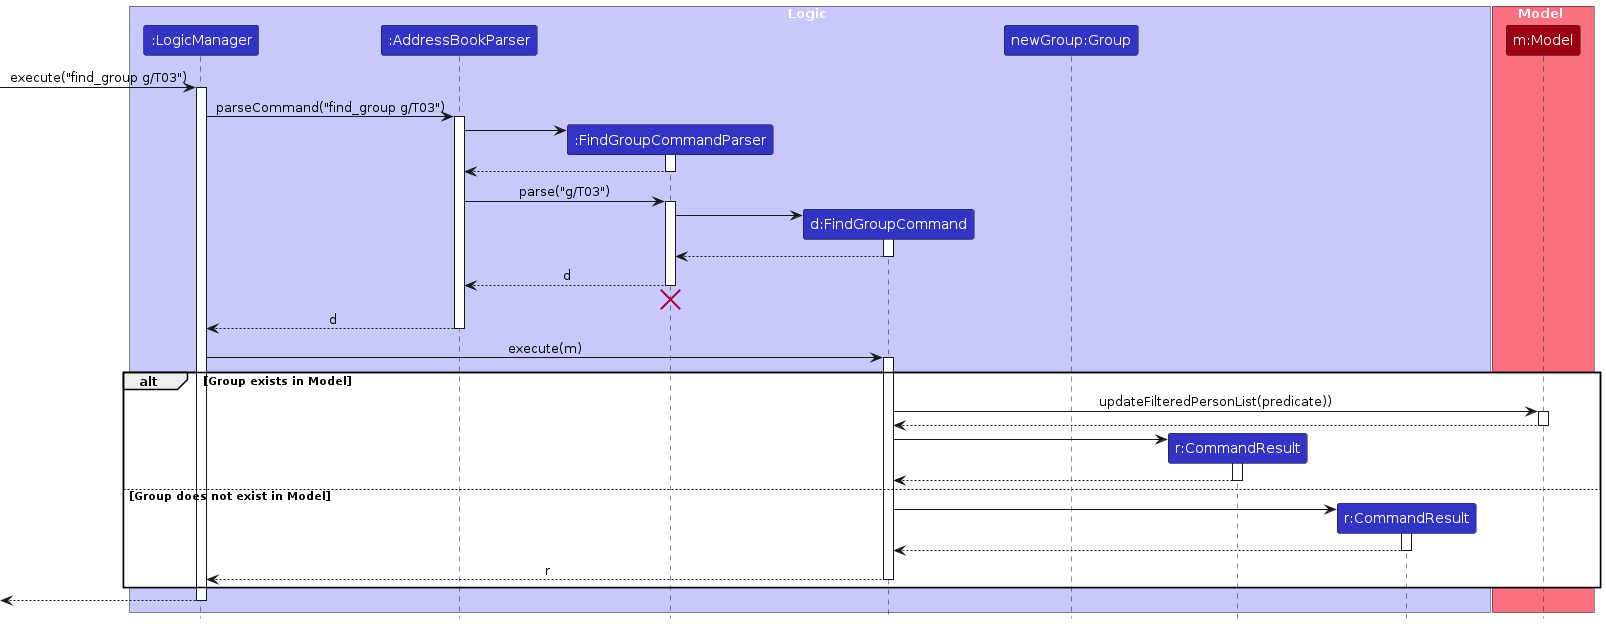 Logic
Model
:LogicManager
:AddressBookParser
newGroup:Group
m:Model
execute("find_group g/T03")
parseCommand("find_group g/T03")
:FindGroupCommandParser
parse("g/T03")
d:FindGroupCommand
d
d
execute(m)
alt
[Group exists in Model]
updateFilteredPersonList(predicate))
r:CommandResult
[Group does not exist in Model]
r:CommandResult
r